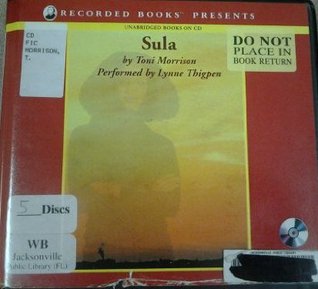 RECORDED BOOKS™ PRESENTS
UNABRIDGED BOOKS ON CD
CD
FIC
MORRISON,
T.
Sula
by Toni Morrison
Performed by Lynne Thigpen
DO NOT
PLACE IN
BOOK RETURN
5 Discs
WB
Jacksonville
Public Library (FL)